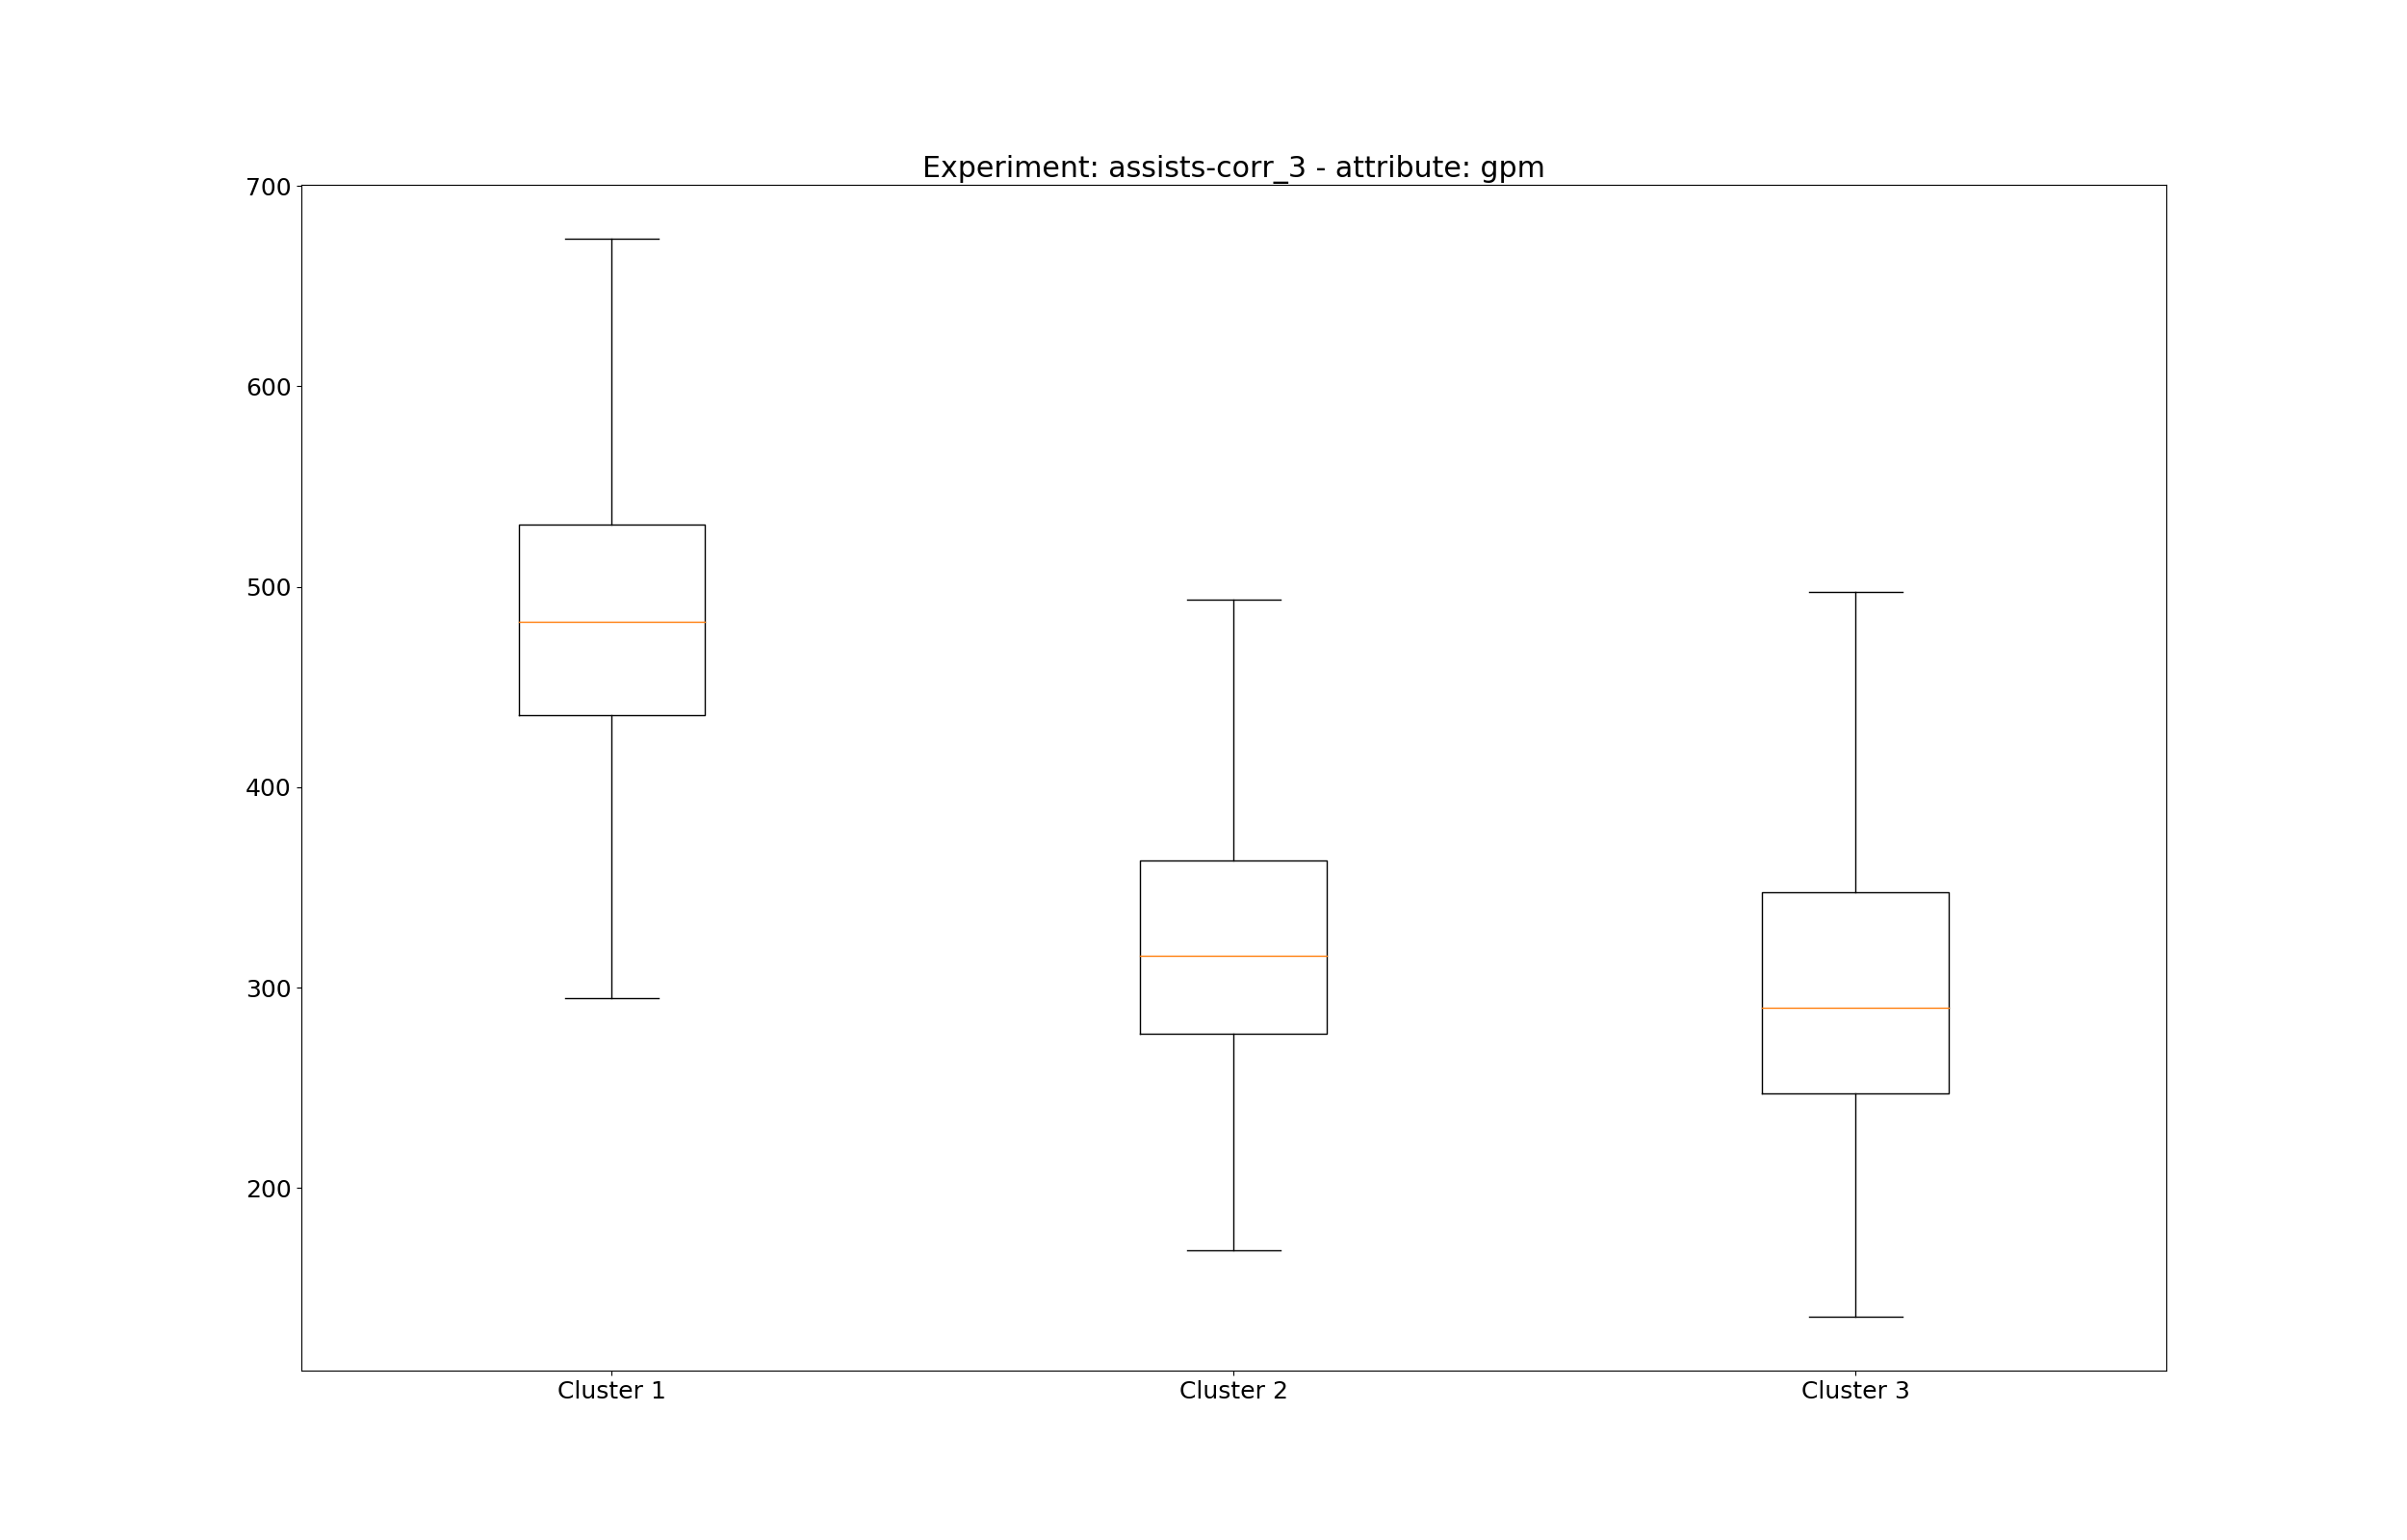 Experiment: assists-corr_3 - attribute: gpm
700
600
500
400
300
200
Cluster 1
Cluster 2
Cluster 3